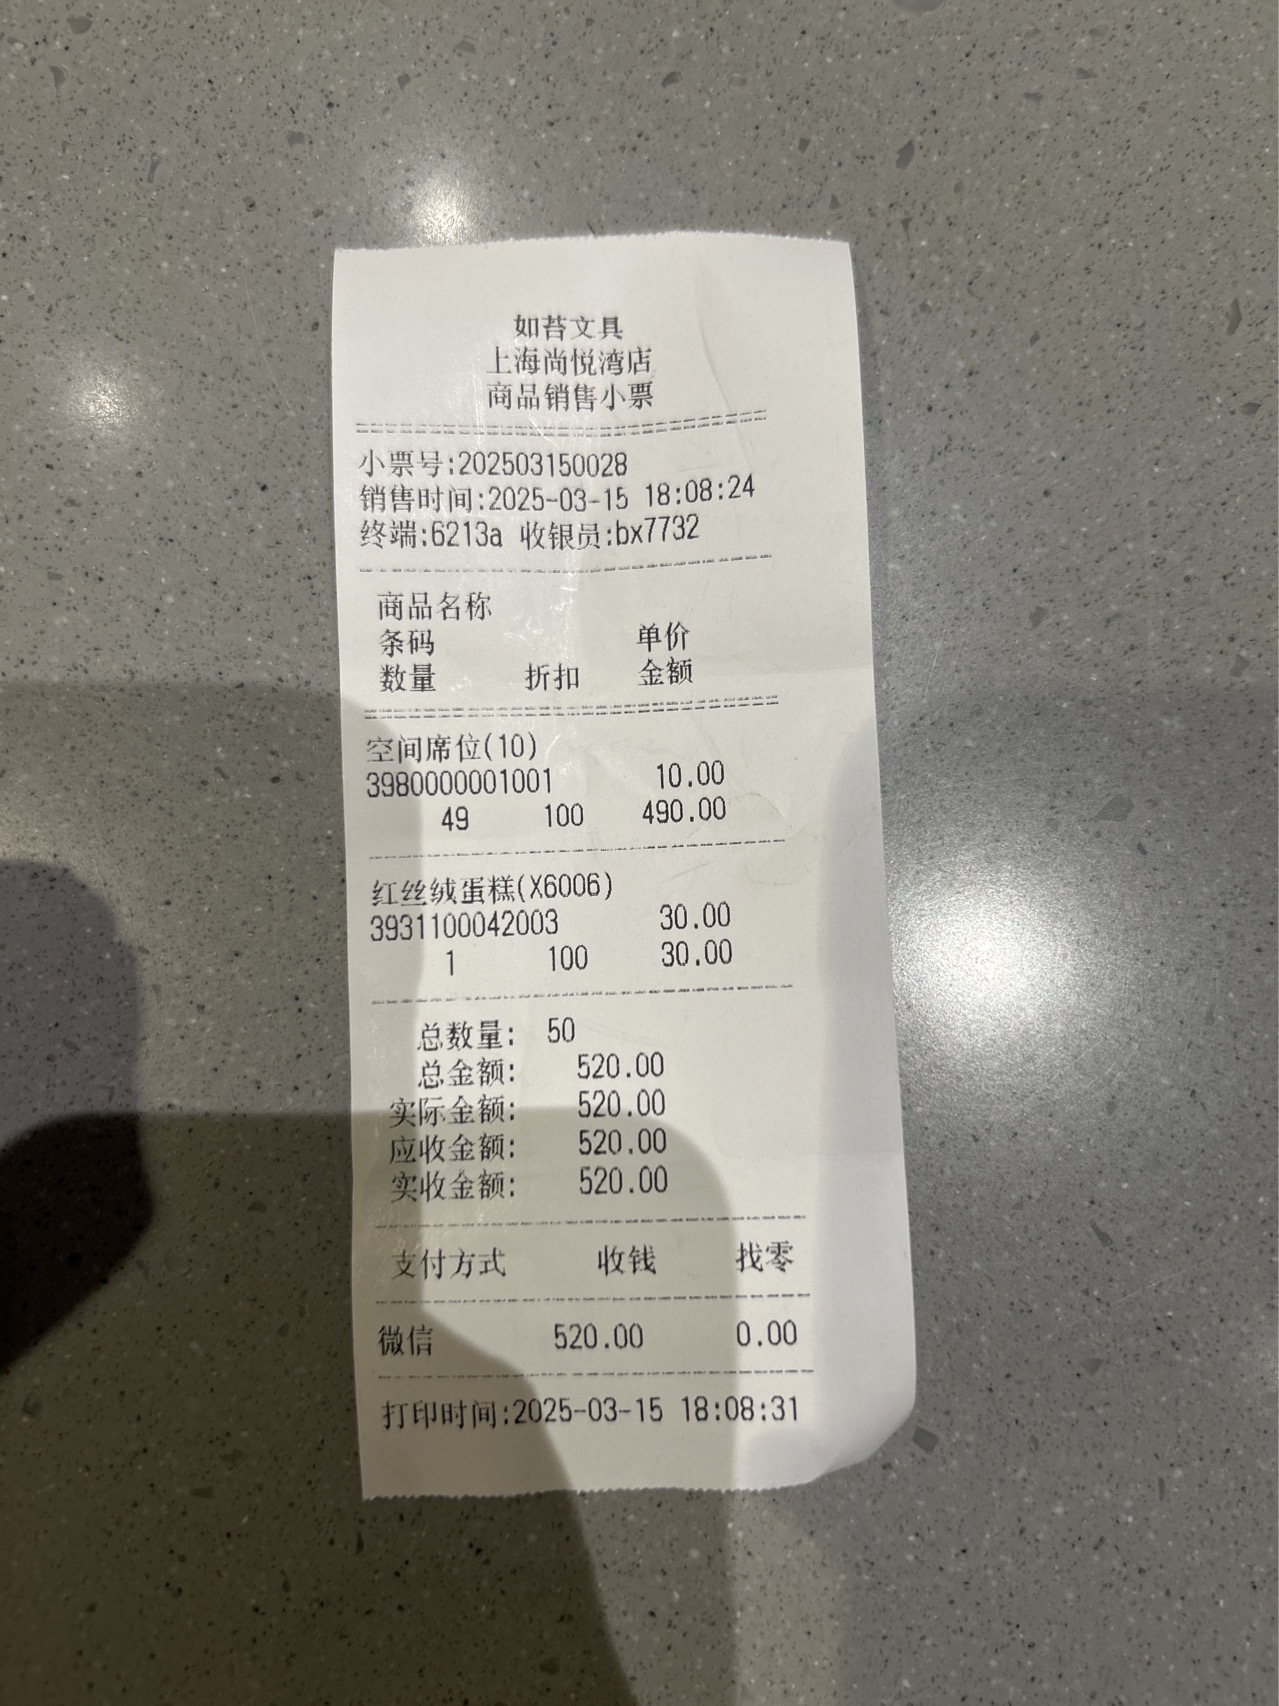 如苔文具
上海尚悦湾店
商品销售小票
小票号:202503150028
销售时间:2025-03-15 18:08:24
终端:6213a 收银员:bx7732
商品名称
条码 单价
数量 折扣 金额
空间席位(10)
3980000001001 10.00
49 100 490.00
红丝绒蛋糕(X6006)
3931100042003 30.00
1 100 30.00
总数量: 50
总金额: 520.00
实际金额: 520.00
应收金额: 520.00
实收金额: 520.00
支付方式 收钱 找零
微信 520.00 0.00
打印时间:2025-03-15 18:08:31